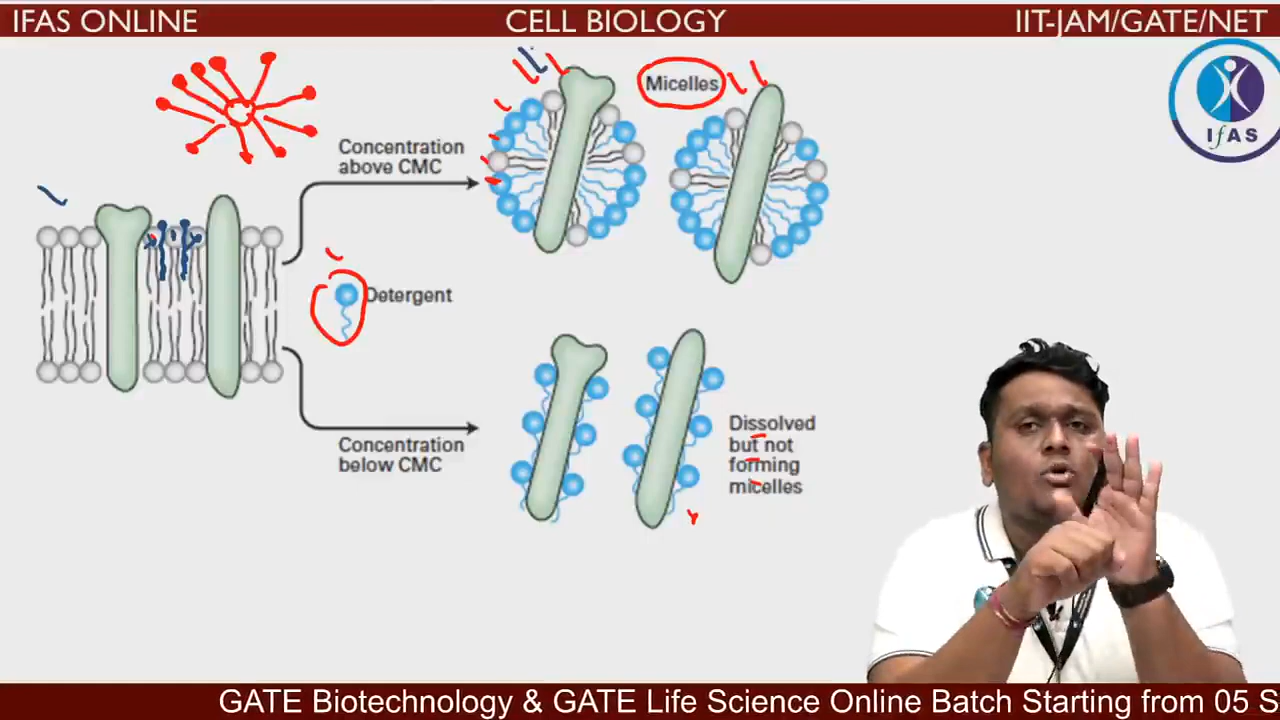 IFAS ONLINE
CELL BIOLOGY
IIT-JAM/GATE/NET
IFAS
Micelles
Concentration
above CMC
Detergent
Concentration
below CMC
Dissolved
but not
forming
micelles
GATE Biotechnology & GATE Life Science Online Batch Starting from 05 S